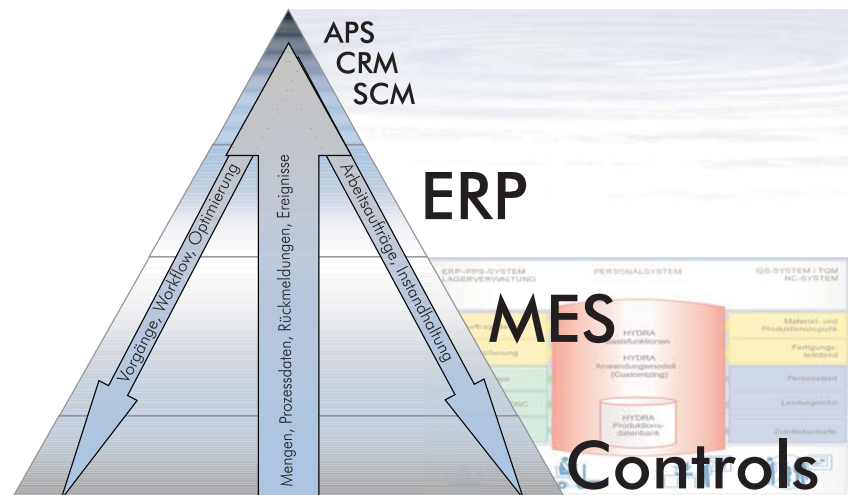 APS
CRM
SCM
ERP
MES
Controls
Vorgänge, Workflow, Optimierung
Mengen, Prozessdaten, Rückmeldungen, Ereignisse
Arbeitsaufträge, Instandhaltung
ERP-/PPS-SYSTEM
LAGERVERWALTUNG
PERSONALSYSTEM
QS-SYSTEM / TQM
NC-SYSTEM
HYDRA
HYDRA
Anwendungsmodell
(Customizing)
HYDRA
Produktions-
datenbank
Material- und
Produktionslogistik
Fertigungs-
leitstand
Personalzeit
Leistungslohn
Zutrittskontrolle